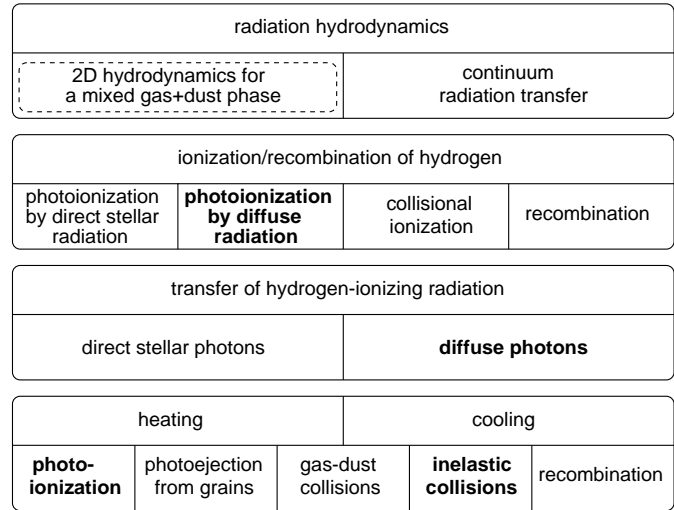 radiation hydrodynamics
2D hydrodynamics for
a mixed gas+dust phase
continuum
radiation transfer
ionization/recombination of hydrogen
photoionization
by direct stellar
radiation
photoionization
by diffuse
radiation
collisional
ionization
recombination
transfer of hydrogen-ionizing radiation
direct stellar photons
diffuse photons
heating
cooling
photo-
ionization
photoejection
from grains
gas-dust
collisions
inelastic
collisions
recombination